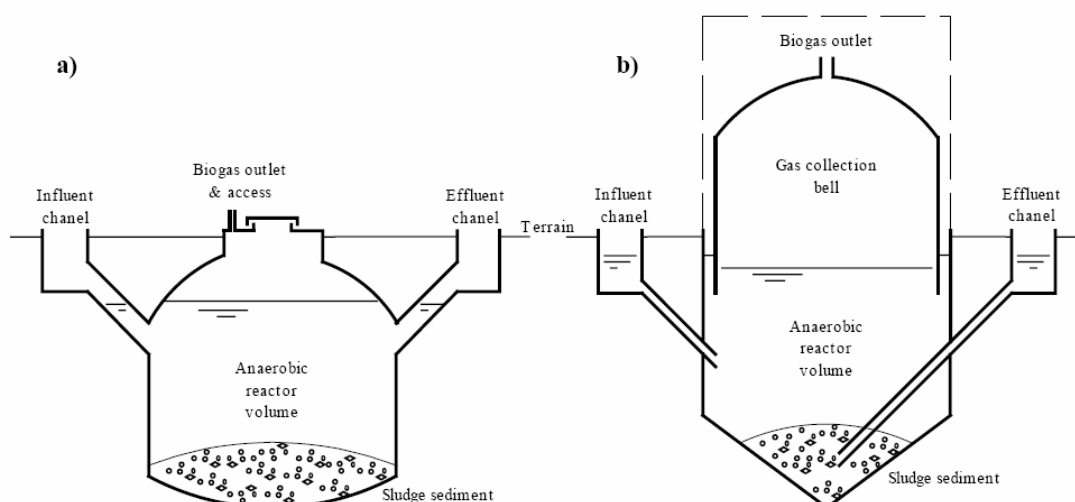 a)
Biogas outlet
& access
Influent
chanel
Effluent
chanel
Terrain
Anaerobic
reactor
volume
Sludge sediment
b)
Biogas outlet
Gas collection
bell
Influent
chanel
Effluent
chanel
Anaerobic
reactor
volume
Sludge sediment